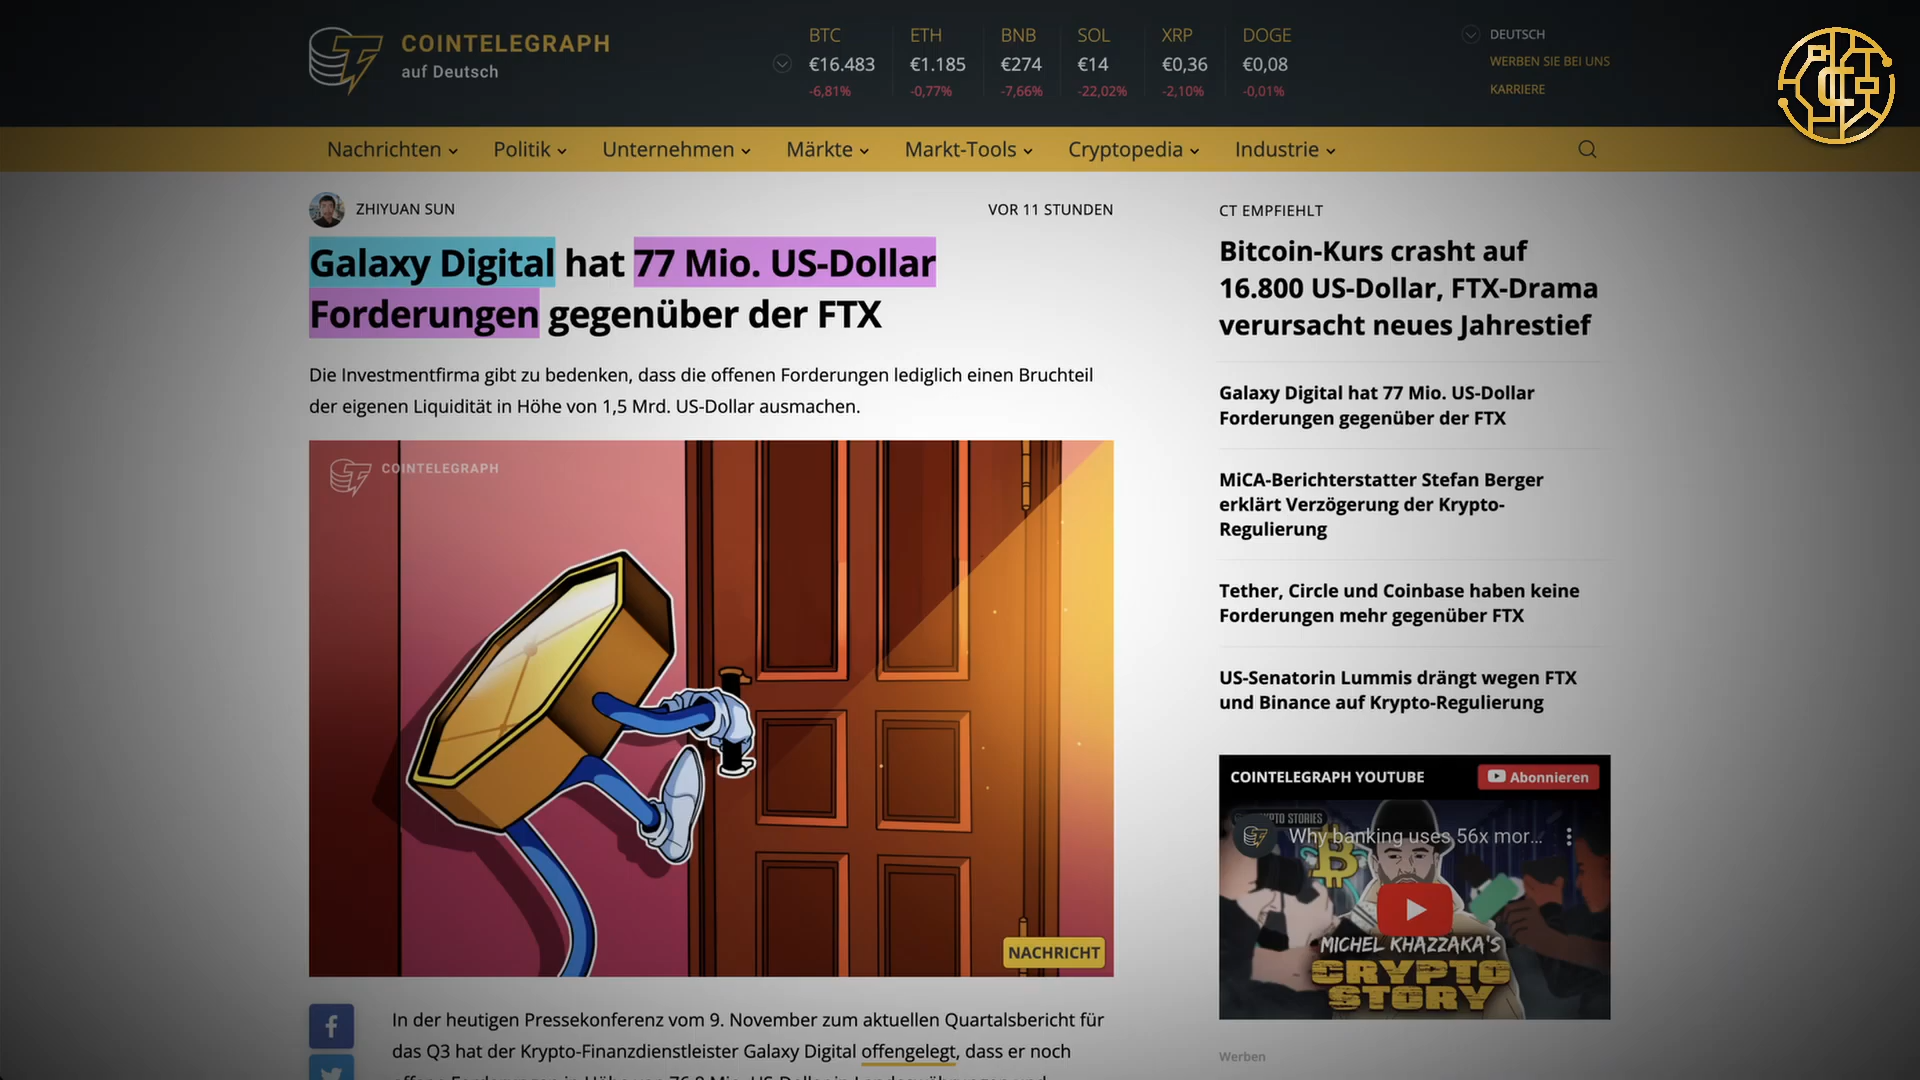 COINTELEGRAPH
auf Deutsch
BTC
€16.483
-6,81%
ETH
€1.185
-0,77%
BNB
€274
-7,66%
SOL
€14
-22,02%
XRP
€0,36
-2,10%
DOGE
€0,08
-0,01%
DEUTSCH
WERBEN SIE BEI UNS
KARRIERE
Nachrichten Politik Unternehmen Märkte Markt-Tools Cryptopedia Industrie
ZHIYUAN SUN
VOR 11 STUNDEN
Galaxy Digital hat 77 Mio. US-Dollar
Forderungen gegenüber der FTX
Die Investmentfirma gibt zu bedenken, dass die offenen Forderungen lediglich einen Bruchteil
der eigenen Liquidität in Höhe von 1,5 Mrd. US-Dollar ausmachen.
COINTELEGRAPH
NACHRICHT
In der heutigen Pressekonferenz vom 9. November zum aktuellen Quartalsbericht für
das Q3 hat der Krypto-Finanzdienstleister Galaxy Digital offengelegt, dass er noch
CT EMPFIEHLT
Bitcoin-Kurs crasht auf
16.800 US-Dollar, FTX-Drama
verursacht neues Jahrestief
Galaxy Digital hat 77 Mio. US-Dollar
Forderungen gegenüber der FTX
MiCA-Berichterstatter Stefan Berger
erklärt Verzögerung der Krypto-
Regulierung
Tether, Circle und Coinbase haben keine
Forderungen mehr gegenüber FTX
US-Senatorin Lummis drängt wegen FTX
und Binance auf Krypto-Regulierung
COINTELEGRAPH YOUTUBE
Abonnieren
STORIES
Why banking uses 56x mor...
MICHEL KHAZZAKA'S
CRYPTO
STORY
Werben